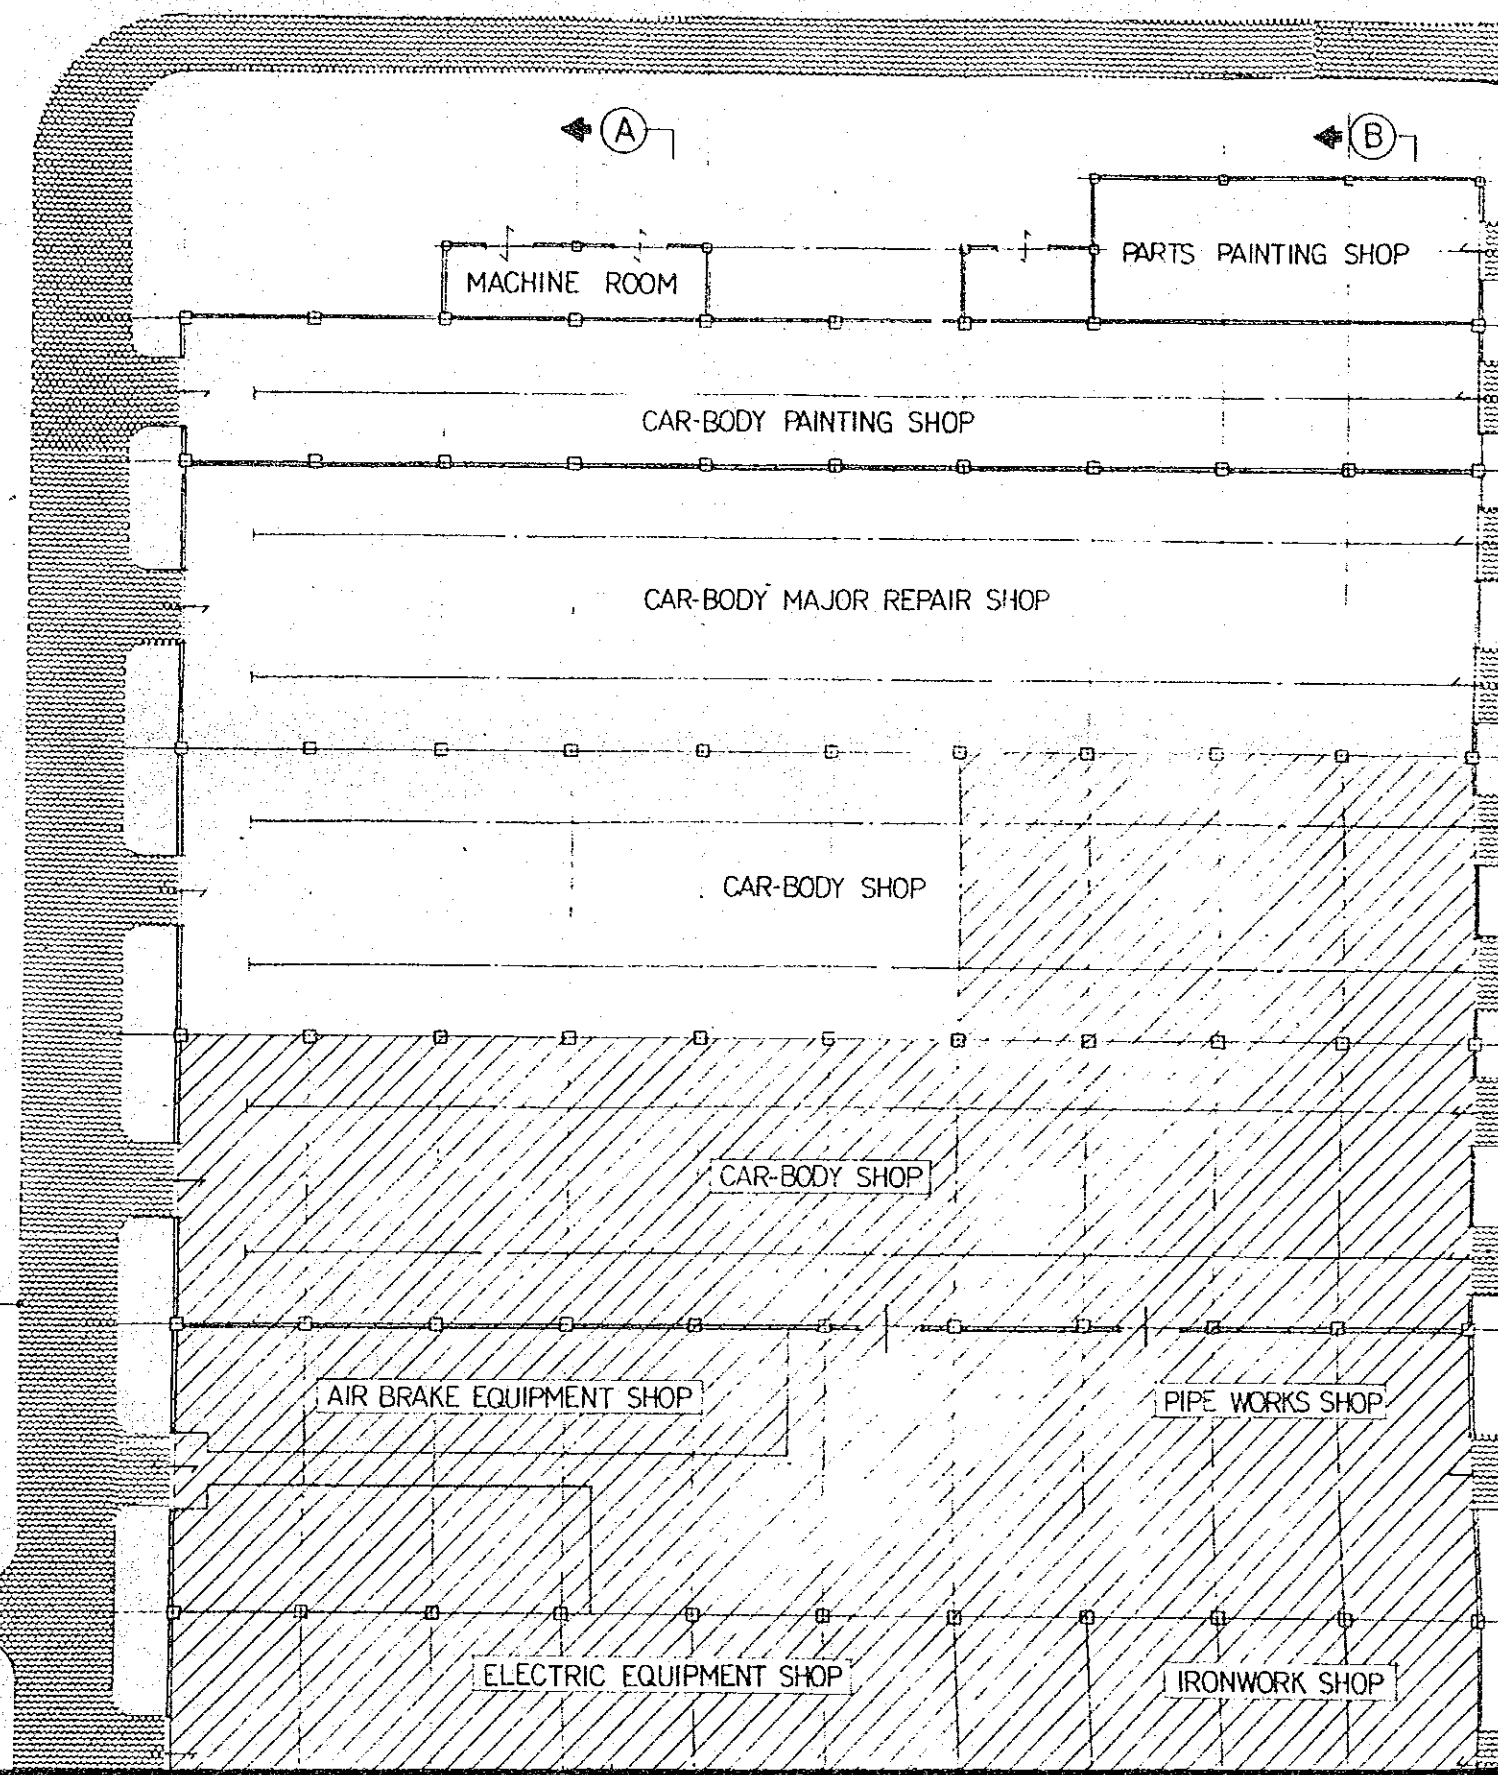 A
B
PARTS PAINTING SHOP
MACHINE ROOM
CAR-BODY PAINTING SHOP
CAR-BODY MAJOR REPAIR SHOP
CAR-BODY SHOP
CAR-BODY SHOP
AIR BRAKE EQUIPMENT SHOP
PIPE WORKS SHOP
ELECTRIC EQUIPMENT SHOP
IRONWORK SHOP